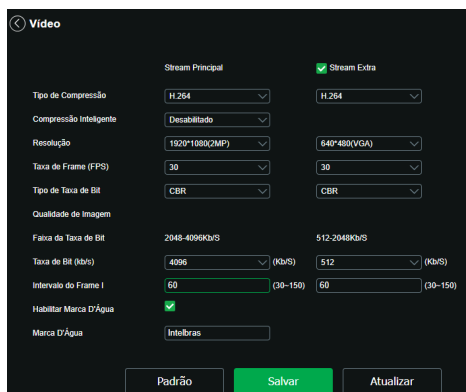 Vídeo
Stream Principal Stream Extra
Tipo de Compressão H.264 H.264
Compressão Inteligente Desabilitado
Resolução 1920*1080(2MP) 640*480(VGA)
Taxa de Frame (FPS) 30 30
Tipo de Taxa de Bit CBR CBR
Qualidade de Imagem
Faixa da Taxa de Bit 2048-4096Kb/S 512-2048Kb/S
Taxa de Bit (kb/s) 4096 (Kb/S) 512 (Kb/S)
Intervalo do Frame I 60 (30~150) 60 (30~150)
Habilitar Marca D'Água
Marca D'Água Intelbras
Padrão Salvar Atualizar